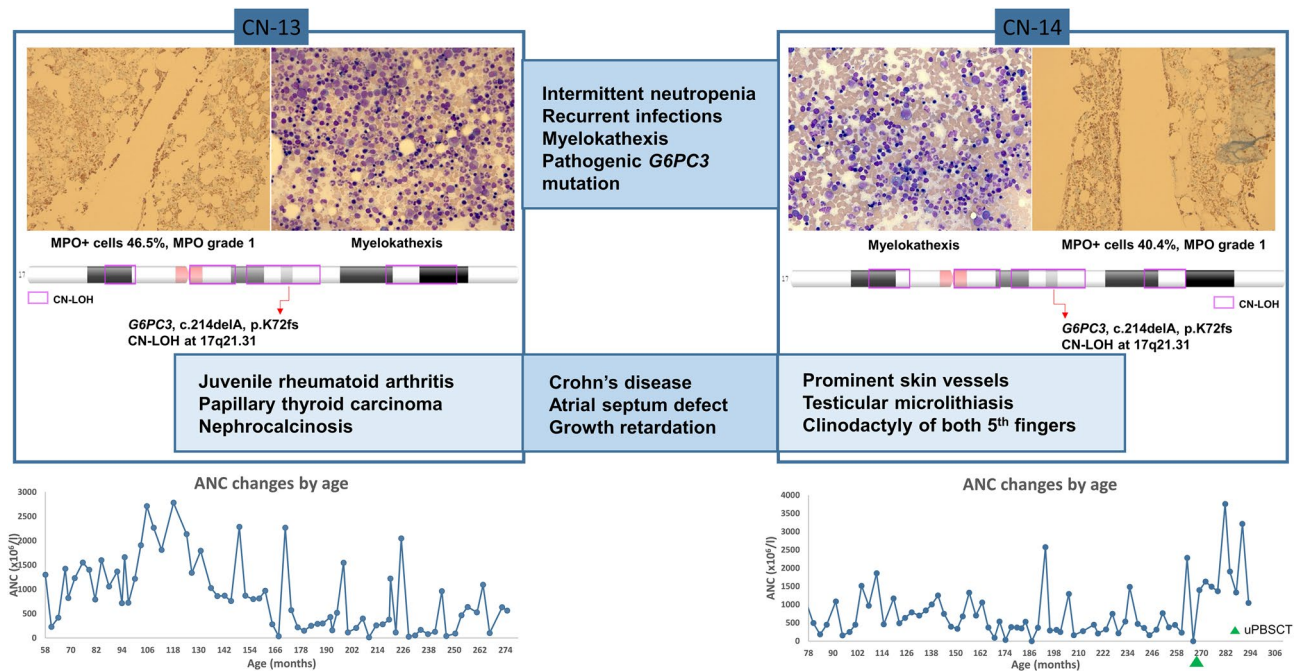 CN-13
CN-14
Intermittent neutropenia
Recurrent infections
Myelokathexis
Pathogenic G6PC3
mutation
MPO+ cells 46.5%, MPO grade 1
Myelokathexis
Myelokathexis
MPO+ cells 40.4%, MPO grade 1
17
CN-LOH
G6PC3, c.214delA, p.K72fs
CN-LOH at 17q21.31
17
CN-LOH
G6PC3, c.214delA, p.K72fs
CN-LOH at 17q21.31
Juvenile rheumatoid arthritis
Papillary thyroid carcinoma
Nephrocalcinosis
Crohn’s disease
Atrial septum defect
Growth retardation
Prominent skin vessels
Testicular microlithiasis
Clinodactyly of both 5th fingers
ANC changes by age
ANC (x10⁶/l)
3000
2500
2000
1500
1000
500
0
58 70 82 94 106 118 130 142 154 166 178 190 202 214 226 238 250 262 274
Age (months)
ANC changes by age
ANC (x10⁶/l)
4000
3500
3000
2500
2000
1500
1000
500
0
78 90 102 114 126 138 150 162 174 186 198 210 222 234 246 258 270 282 294 306
Age (months)
uPBSCT